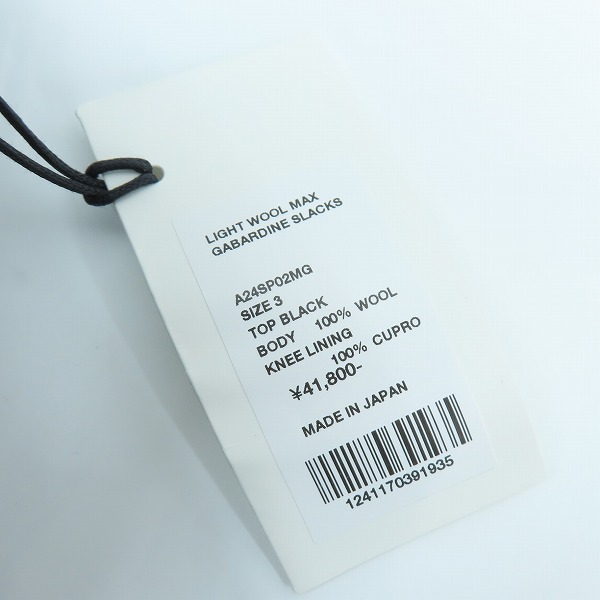 LIGHT WOOL MAX
GABARDINE SLACKS
A24SP02MG
SIZE 3
TOP BLACK
BODY 100% WOOL
KNEE LINING
100% CUPRO
¥41,800-
MADE IN JAPAN
1241170391935